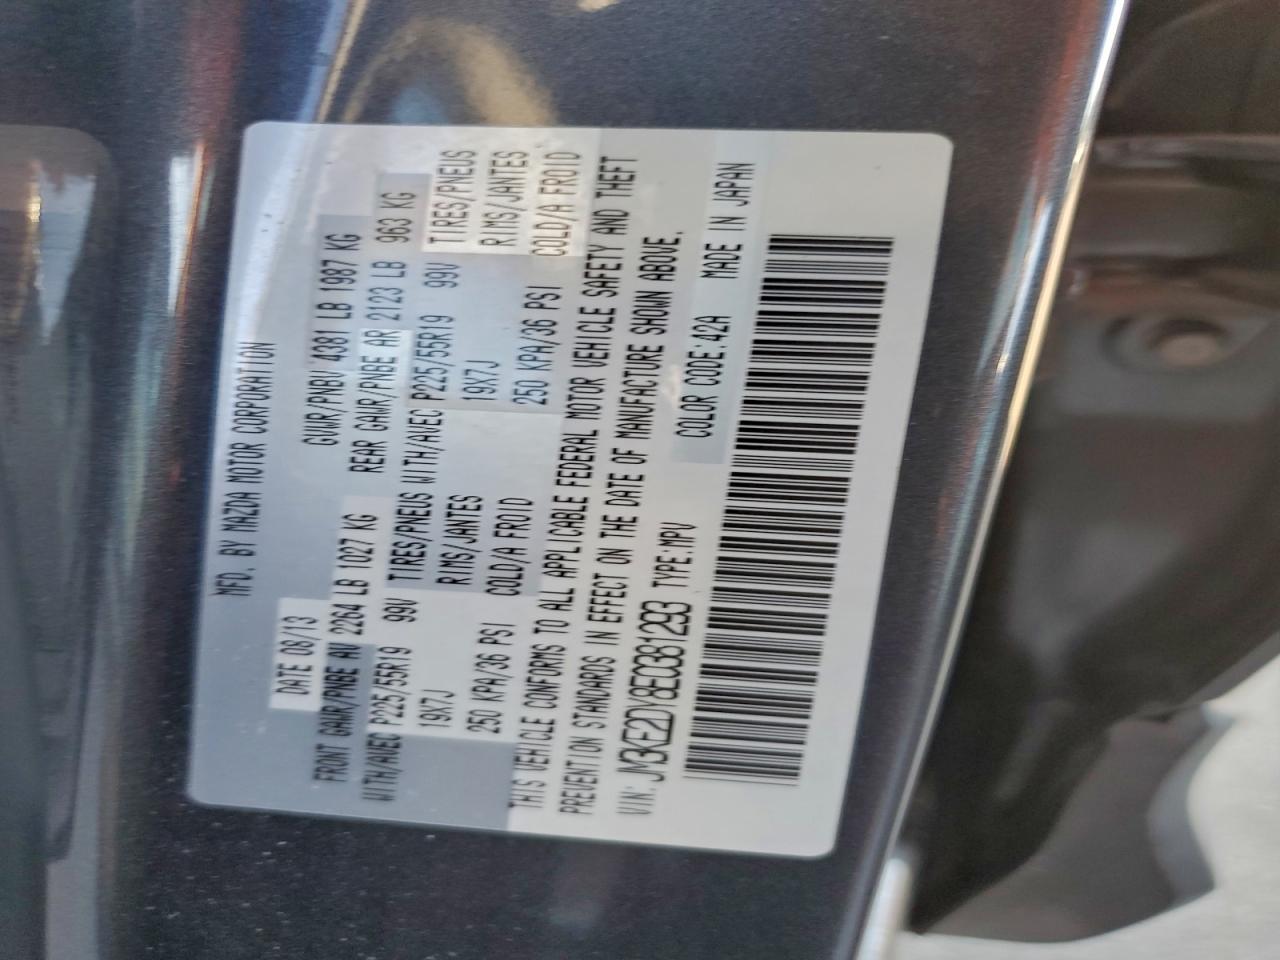 MFD. BY MAZDA MOTOR CORPORATION
DATE 08/13 GVWR/PNBV 4381 LB 1987 KG
FRONT GAWR/PNBE AV 2264 LB 1027 KG REAR GAWR/PNBE AR 2123 LB 963 KG
WITH/AVEC P225/55R19 99V TIRES/PNEUS WITH/AVEC P225/55R19 99V TIRES/PNEUS
19X7J RIMS/JANTES 19X7J RIMS/JANTES
250 KPA/36 PSI COLD/A FROID 250 KPA/36 PSI COLD/A FROID
THIS VEHICLE CONFORMS TO ALL APPLICABLE FEDERAL MOTOR VEHICLE SAFETY AND THEFT
PREVENTION STANDARDS IN EFFECT ON THE DATE OF MANUFACTURE SHOWN ABOVE.
VIN: JM3KE2DY8E0381293 TYPE:MPV COLOR CODE:42A MADE IN JAPAN